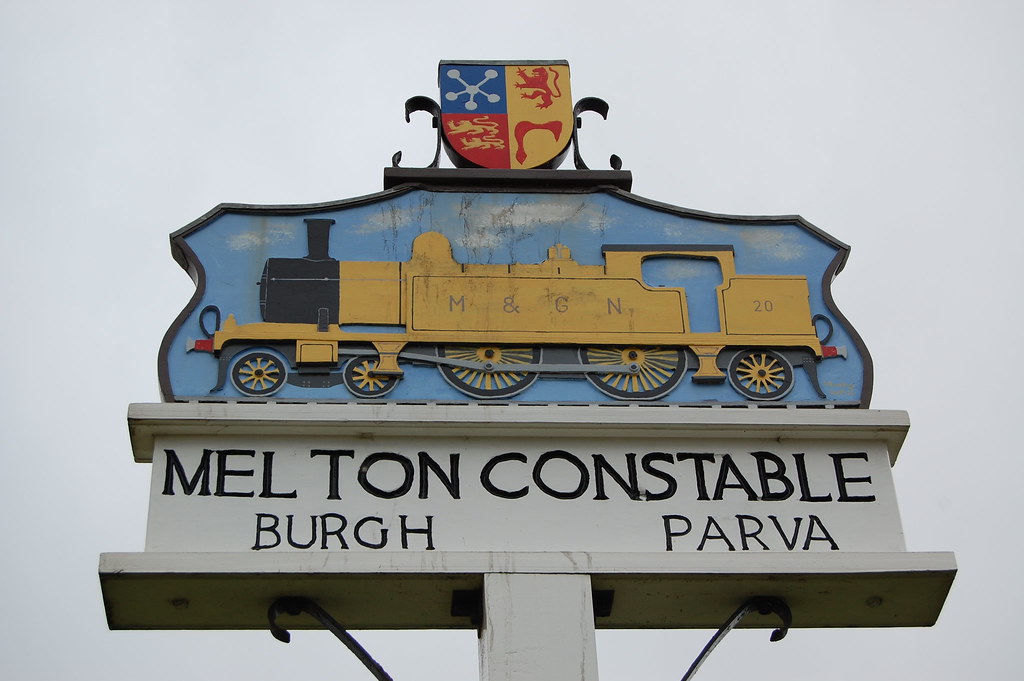 M & G N
20
MELTON CONSTABLE
BURGH PARVA